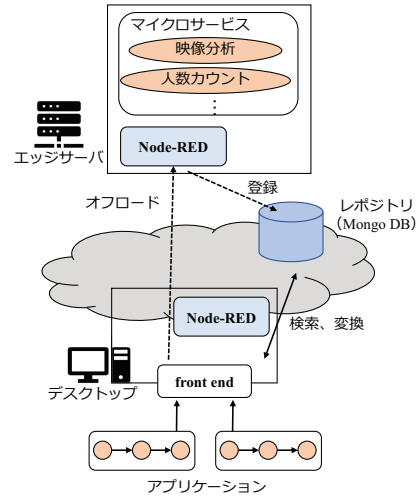 マイクロサービス
映像分析
人数カウント
⋮
Node-RED
エッジサーバ
登録
オフロード
レポジトリ
（Mongo DB）
Node-RED
検索、変換
デスクトップ
front end
アプリケーション